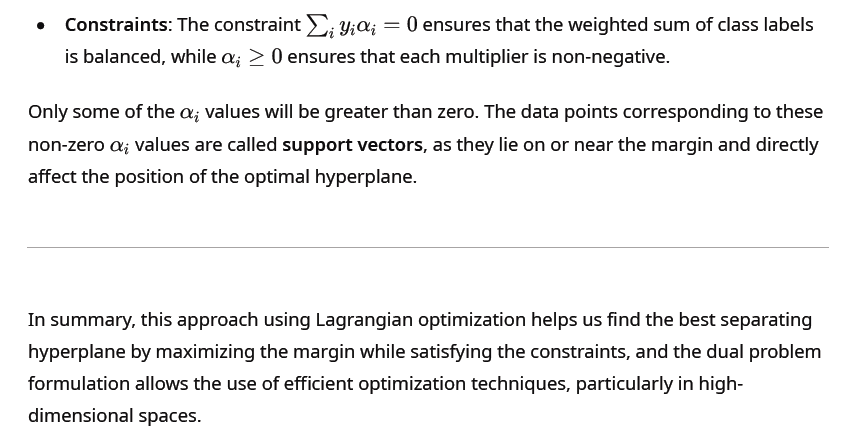 • Constraints: The constraint ∑ᵢ yᵢαᵢ = 0 ensures that the weighted sum of class labels
is balanced, while αᵢ ≥ 0 ensures that each multiplier is non-negative.
Only some of the αᵢ values will be greater than zero. The data points corresponding to these
non-zero αᵢ values are called support vectors, as they lie on or near the margin and directly
affect the position of the optimal hyperplane.
In summary, this approach using Lagrangian optimization helps us find the best separating
hyperplane by maximizing the margin while satisfying the constraints, and the dual problem
formulation allows the use of efficient optimization techniques, particularly in high-
dimensional spaces.